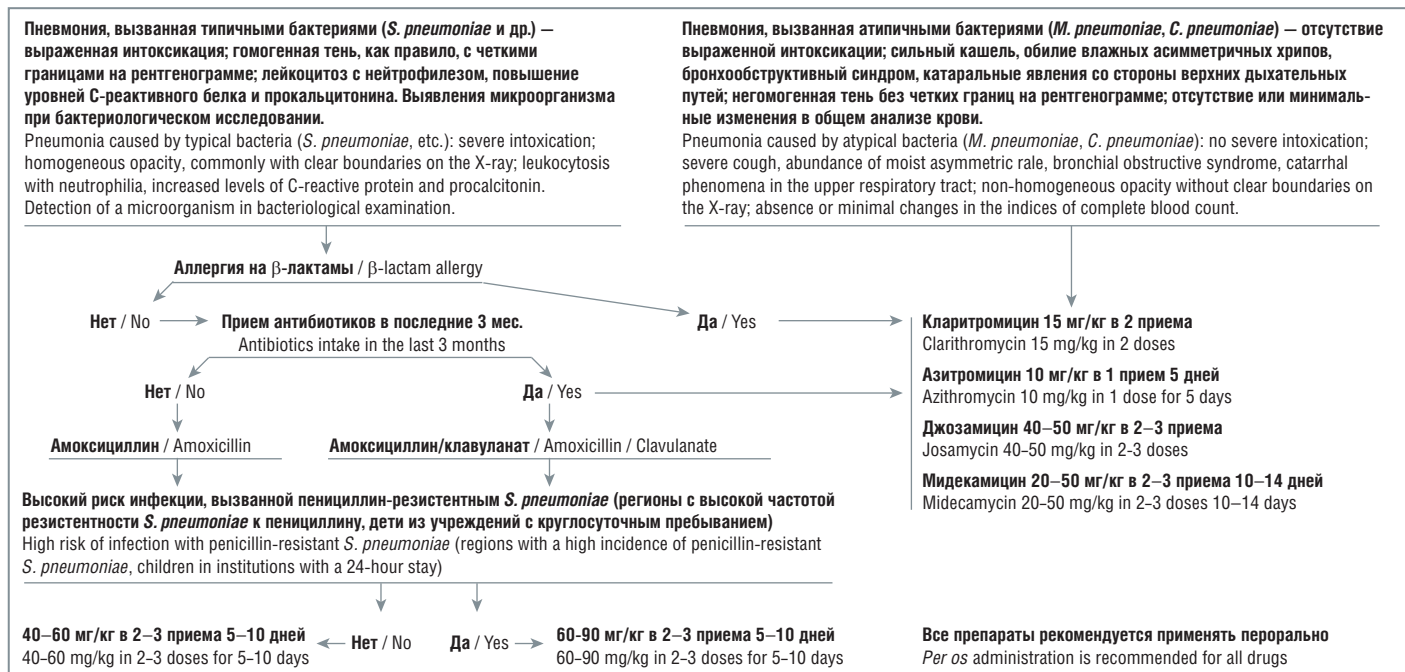 Пневмония, вызванная типичными бактериями (S. pneumoniae и др.) —
выраженная интоксикация; гомогенная тень, как правило, с четкими
границами на рентгенограмме; лейкоцитоз с нейтрофилезом, повышение
уровней С-реактивного белка и прокальцитонина. Выявления микроорганизма
при бактериологическом исследовании.
Pneumonia caused by typical bacteria (S. pneumoniae, etc.): severe intoxication;
homogeneous opacity, commonly with clear boundaries on the X-ray; leukocytosis
with neutrophilia, increased levels of C-reactive protein and procalcitonin.
Detection of a microorganism in bacteriological examination.
Пневмония, вызванная атипичными бактериями (M. pneumoniae, C. pneumoniae) — отсутствие
выраженной интоксикации; сильный кашель, обилие влажных асимметричных хрипов,
бронхообструктивный синдром, катаральные явления со стороны верхних дыхательных
путей; негомогенная тень без четких границ на рентгенограмме; отсутствие или минималь-
ные изменения в общем анализе крови.
Pneumonia caused by atypical bacteria (M. pneumoniae, C. pneumoniae): no severe intoxication;
severe cough, abundance of moist asymmetric rale, bronchial obstructive syndrome, catarrhal
phenomena in the upper respiratory tract; non-homogeneous opacity without clear boundaries on
the X-ray; absence or minimal changes in the indices of complete blood count.
Аллергия на β-лактамы / β-lactam allergy
Нет / No
Прием антибиотиков в последние 3 мес.
Antibiotics intake in the last 3 months
Да / Yes
Нет / No
Да / Yes
Амоксициллин / Amoxicillin
Амоксициллин/клавуланат / Amoxicillin / Clavulanate
Кларитромицин 15 мг/кг в 2 приема
Clarithromycin 15 mg/kg in 2 doses
Азитромицин 10 мг/кг в 1 прием 5 дней
Azithromycin 10 mg/kg in 1 dose for 5 days
Джозамицин 40–50 мг/кг в 2–3 приема
Josamycin 40–50 mg/kg in 2-3 doses
Мидекамицин 20–50 мг/кг в 2–3 приема 10–14 дней
Midecamycin 20–50 mg/kg in 2–3 doses 10–14 days
Высокий риск инфекции, вызванной пенициллин-резистентным S. pneumoniae (регионы с высокой частотой
резистентности S. pneumoniae к пенициллину, дети из учреждений с круглосуточным пребыванием)
High risk of infection with penicillin-resistant S. pneumoniae (regions with a high incidence of penicillin-resistant
S. pneumoniae, children in institutions with a 24-hour stay)
40–60 мг/кг в 2–3 приема 5–10 дней
40-60 mg/kg in 2–3 doses for 5–10 days
Нет / No
Да / Yes
60-90 мг/кг в 2–3 приема 5–10 дней
60-90 mg/kg in 2–3 doses for 5–10 days
Все препараты рекомендуется применять перорально
Per os administration is recommended for all drugs